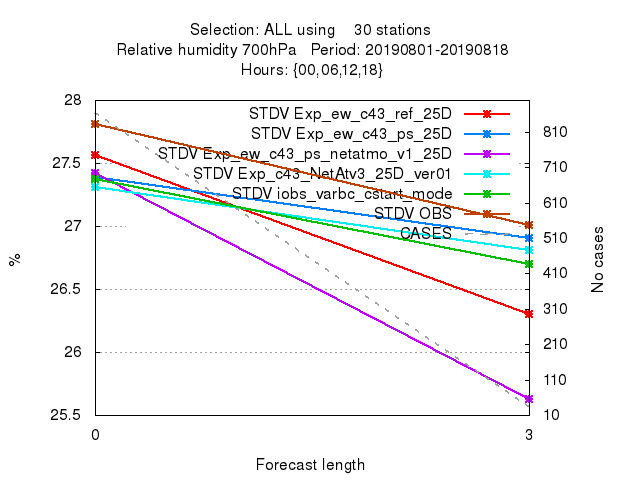 Selection: ALL using 30 stations
Relative humidity 700hPa Period: 20190801-20190818
Hours: {00,06,12,18}
28
27.5
27
26.5
26
25.5
%
STDV Exp_ew_c43_ref_25D
STDV Exp_ew_c43_ps_25D
STDV Exp_ew_c43_ps_netatmo_v1_25D
STDV Exp_c43_NetAtv3_25D_ver01
STDV iobs_varbc_cstart_mode
STDV OBS
CASES
810
710
610
510
410
310
210
110
10
No cases
0
3
Forecast length